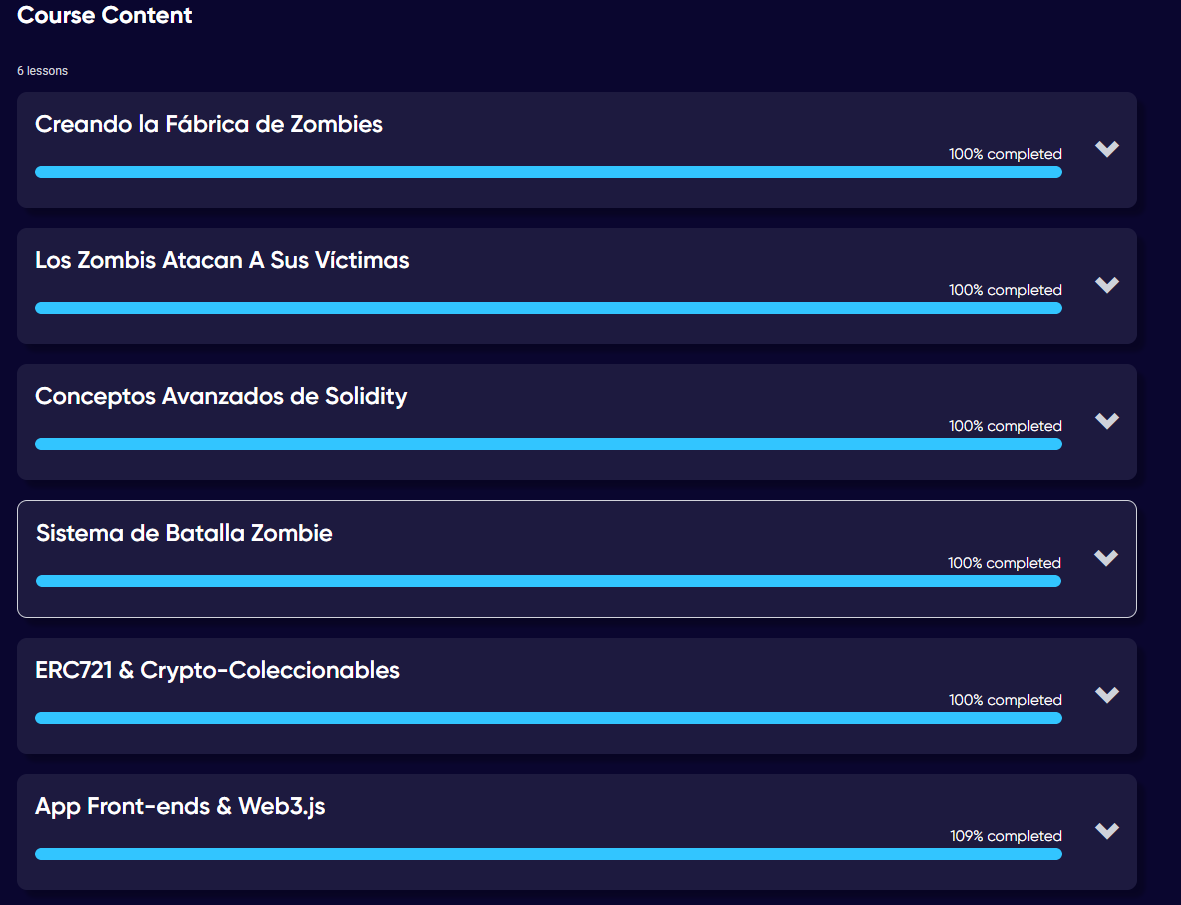 Course Content
6 lessons
Creando la Fábrica de Zombies
100% completed
Los Zombis Atacan A Sus Víctimas
100% completed
Conceptos Avanzados de Solidity
100% completed
Sistema de Batalla Zombie
100% completed
ERC721 & Crypto-Coleccionables
100% completed
App Front-ends & Web3.js
109% completed